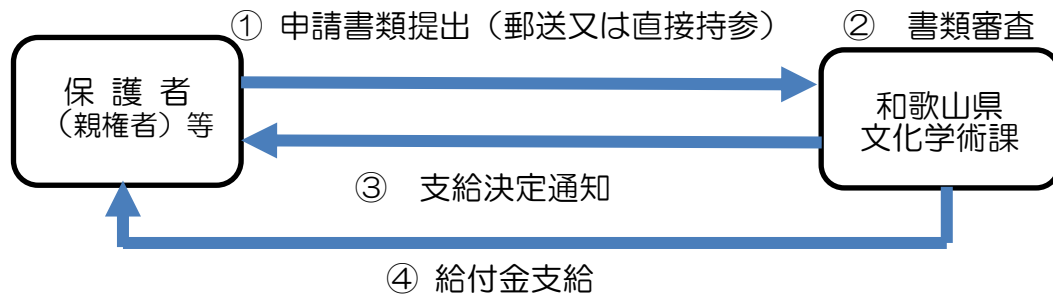 ① 申請書類提出（郵送又は直接持参）
② 書類審査
保 護 者
（親権者）等
和歌山県
文化学術課
③ 支給決定通知
④ 給付金支給